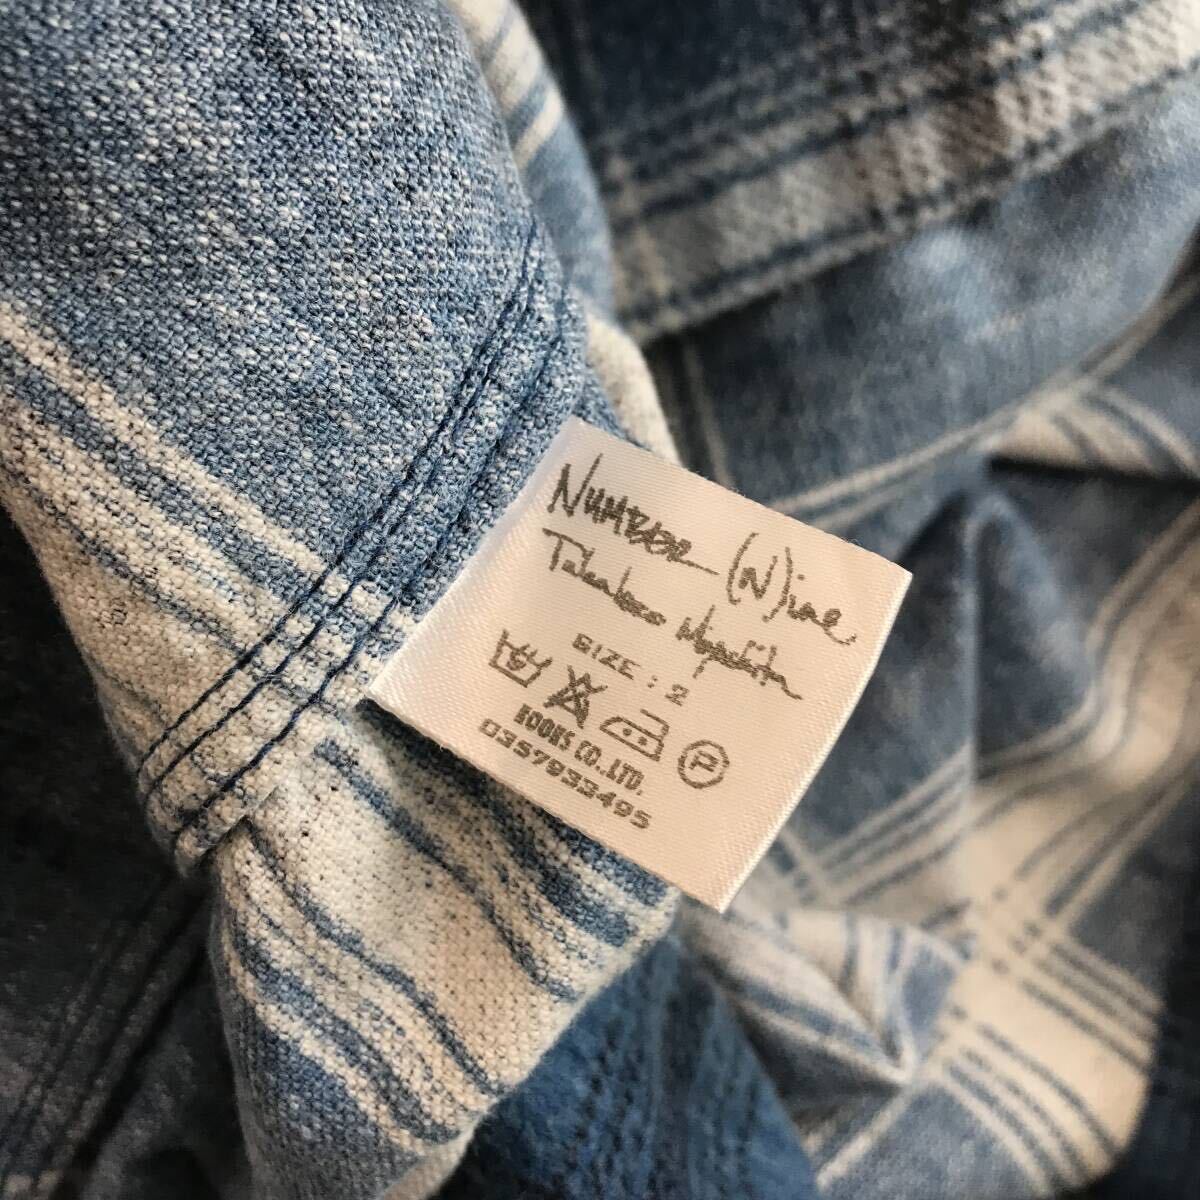 NUMBER (N)ine
Takahiro Miyashita
SIZE : 2
P
KOOKS CO.,LTD.
0357933495